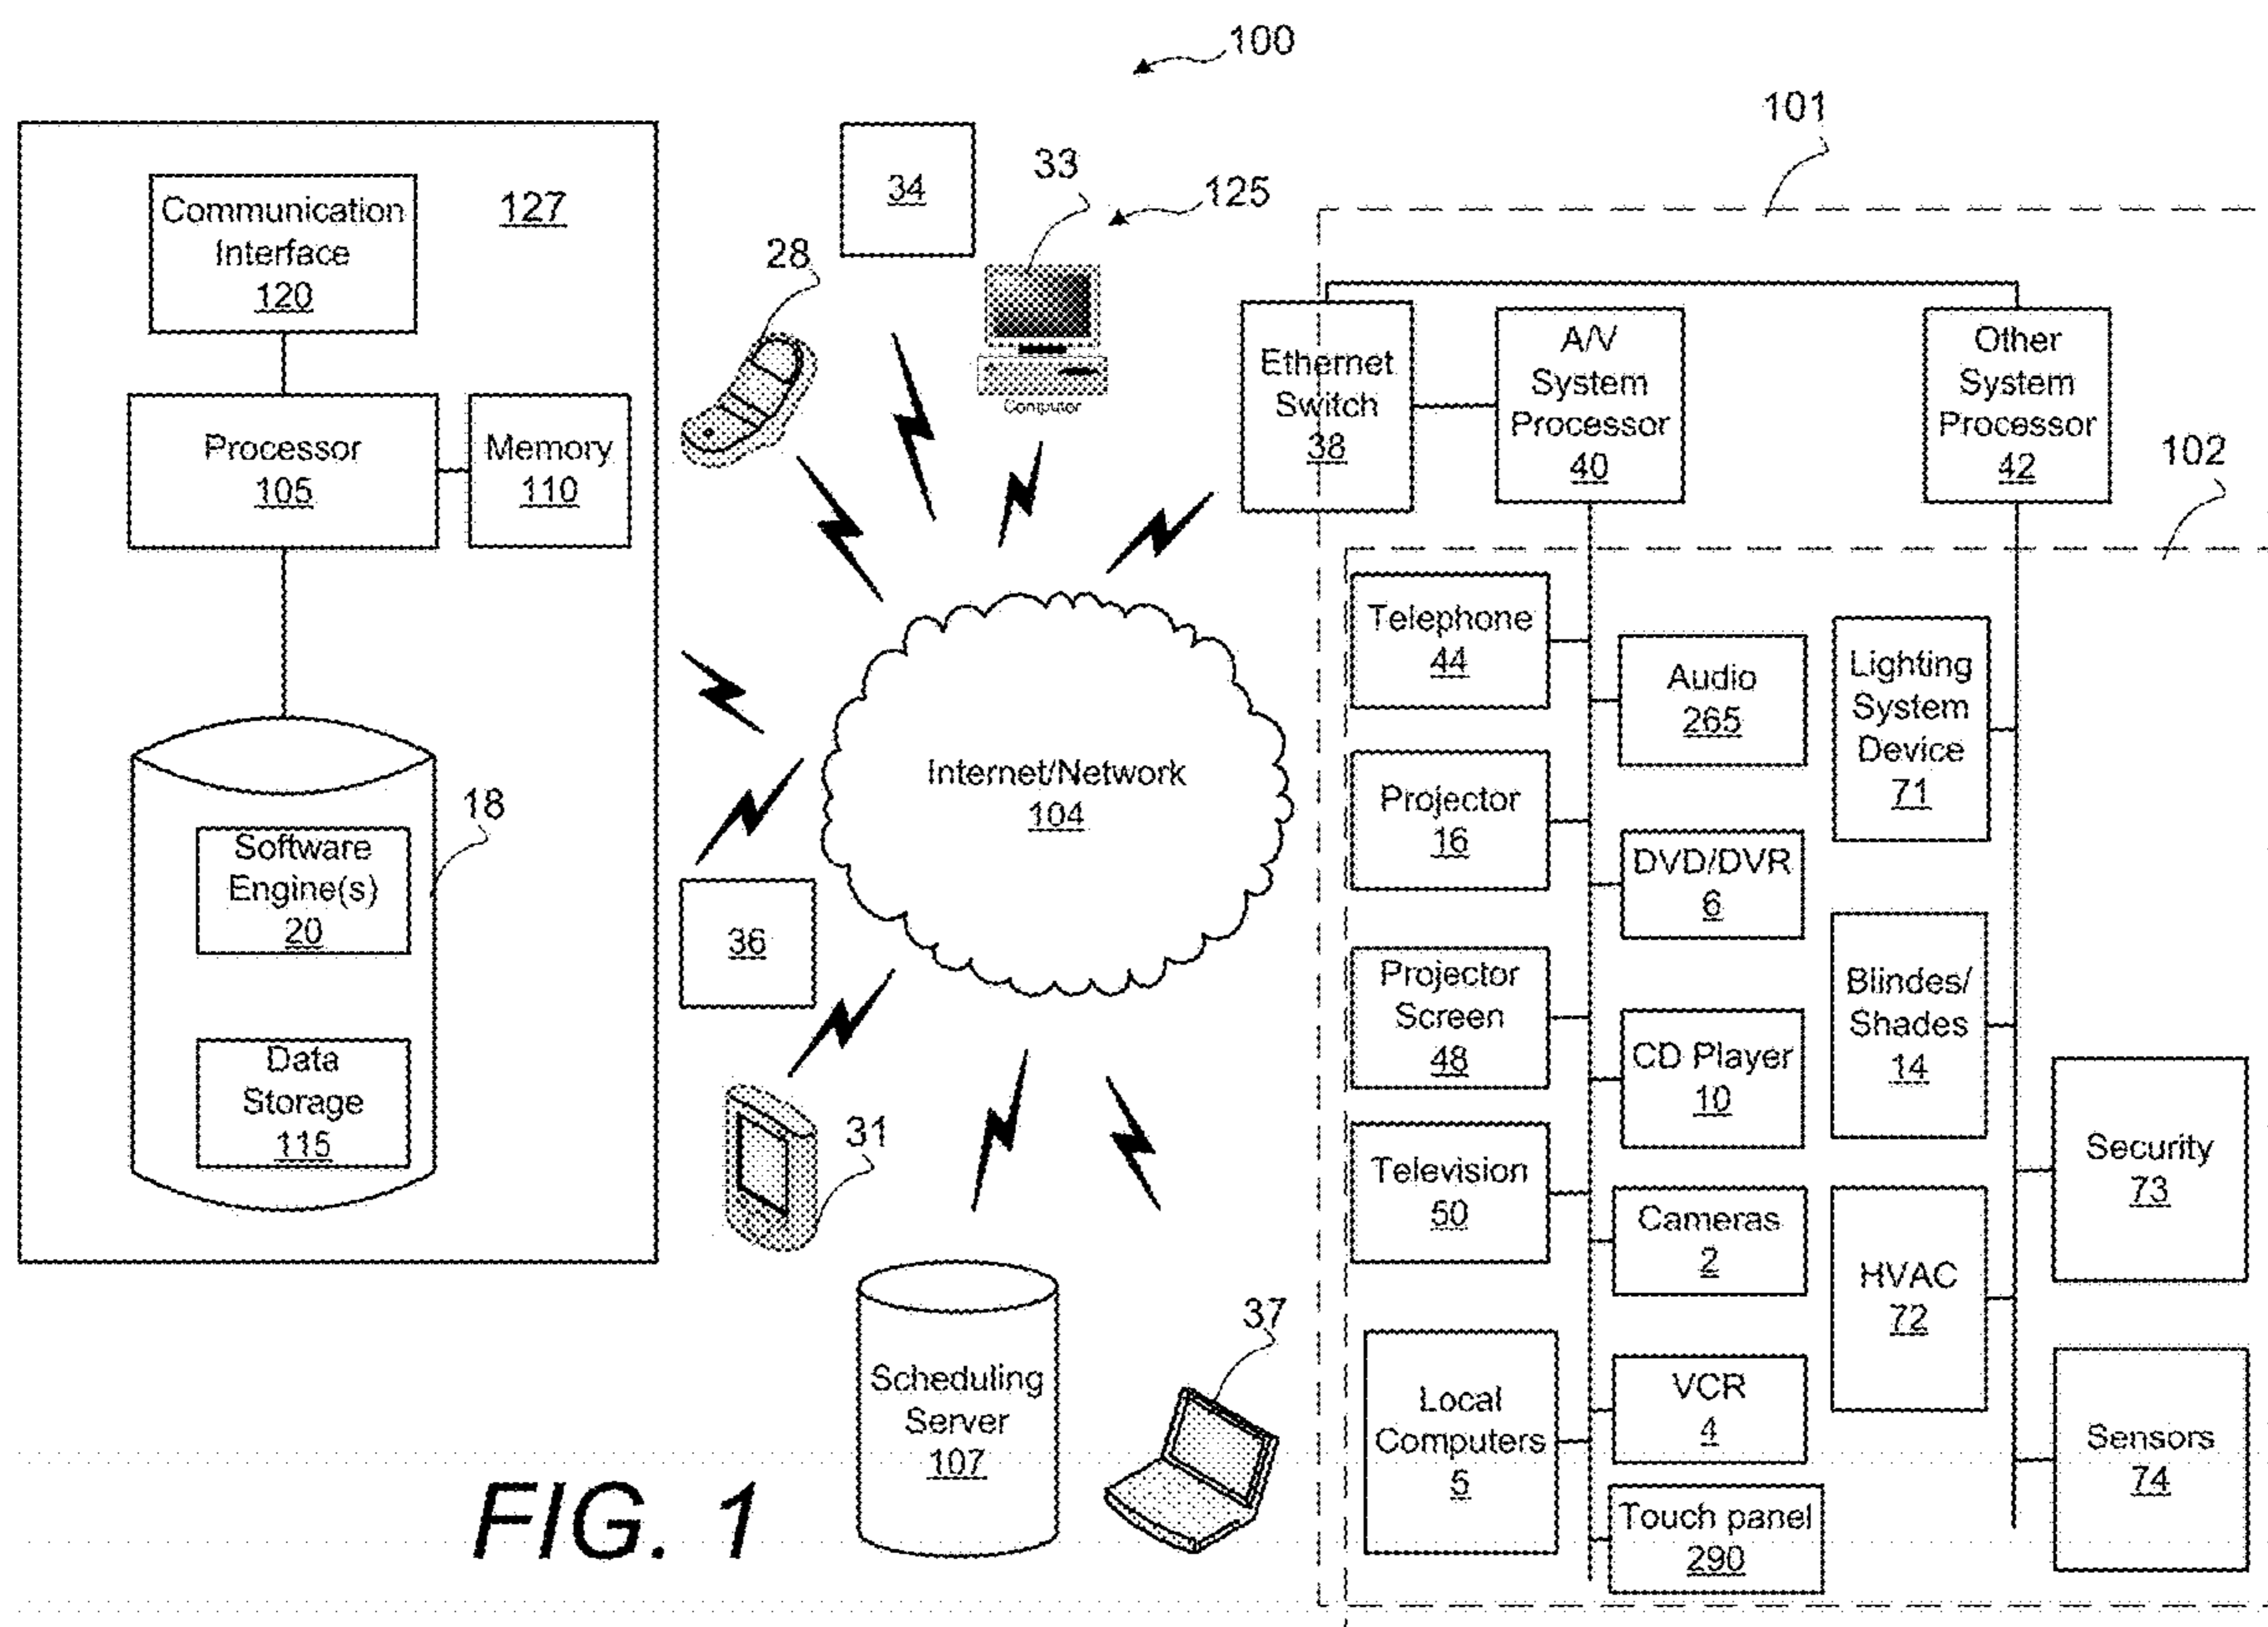 100
101
127
Communication
Interface
120
Processor
105
Memory
110
18
Software
Engine(s)
20
Data
Storage
115
34
33
125
28
Computer
Internet/Network
104
36
31
Scheduling
Server
107
37
Ethernet
Switch
38
A/V
System
Processor
40
Other
System
Processor
42
102
Telephone
44
Audio
265
Lighting
System
Device
71
Projector
16
DVD/DVR
6
Projector
Screen
48
CD Player
10
Blindes/
Shades
14
Television
50
Cameras
2
HVAC
72
Security
73
Local
Computers
5
VCR
4
Sensors
74
Touch panel
290
FIG. 1